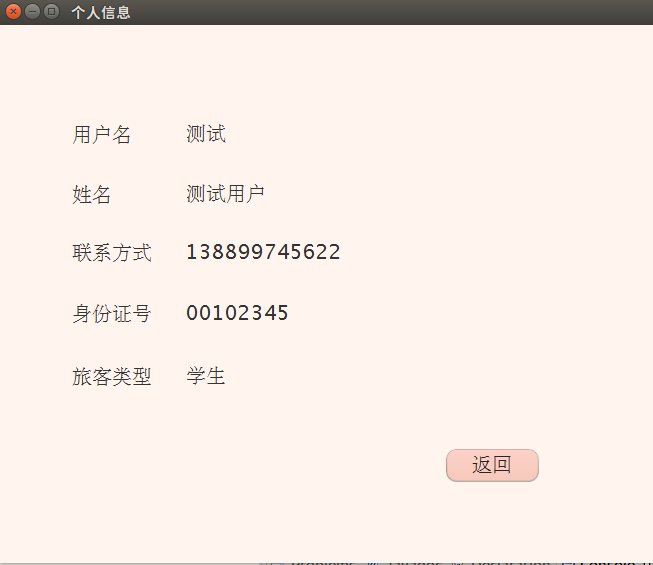 个人信息
用户名 测试
姓名 测试用户
联系方式 138899745622
身份证号 00102345
旅客类型 学生
返回